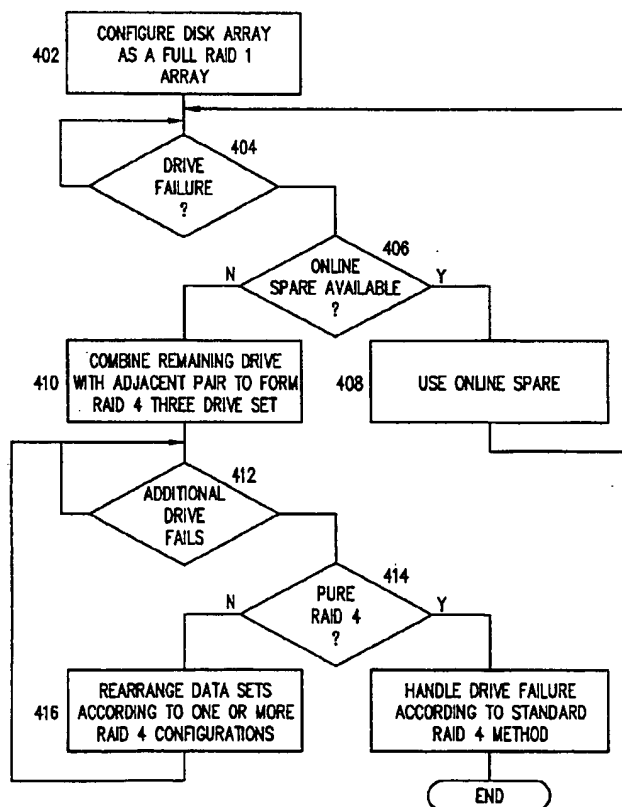 402
CONFIGURE DISK ARRAY
AS A FULL RAID 1
ARRAY
404
DRIVE
FAILURE
?
406
N
ONLINE
SPARE AVAILABLE
?
Y
410
COMBINE REMAINING DRIVE
WITH ADJACENT PAIR TO FORM
RAID 4 THREE DRIVE SET
408
USE ONLINE SPARE
412
ADDITIONAL
DRIVE
FAILS
414
N
PURE
RAID 4
?
Y
416
REARRANGE DATA SETS
ACCORDING TO ONE OR MORE
RAID 4 CONFIGURATIONS
HANDLE DRIVE FAILURE
ACCORDING TO STANDARD
RAID 4 METHOD
END